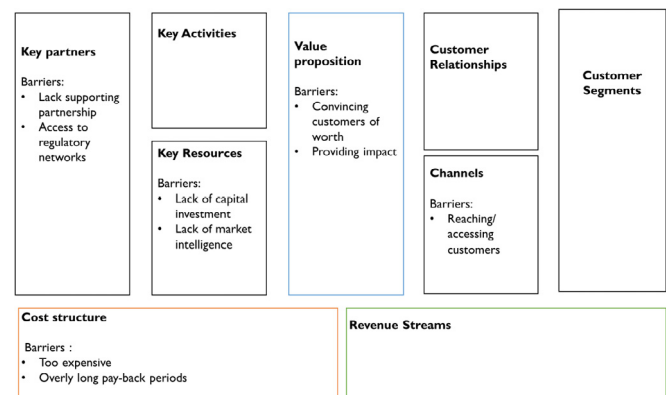 Key partners
Barriers:
• Lack supporting
partnership
• Access to
regulatory
networks
Key Activities
Key Resources
Barriers:
• Lack of capital
investment
• Lack of market
intelligence
Value
proposition
Barriers:
• Convincing
customers of
worth
• Providing impact
Customer
Relationships
Channels
Barriers:
• Reaching/
accessing
customers
Customer
Segments
Cost structure
Barriers :
• Too expensive
• Overly long pay-back periods
Revenue Streams